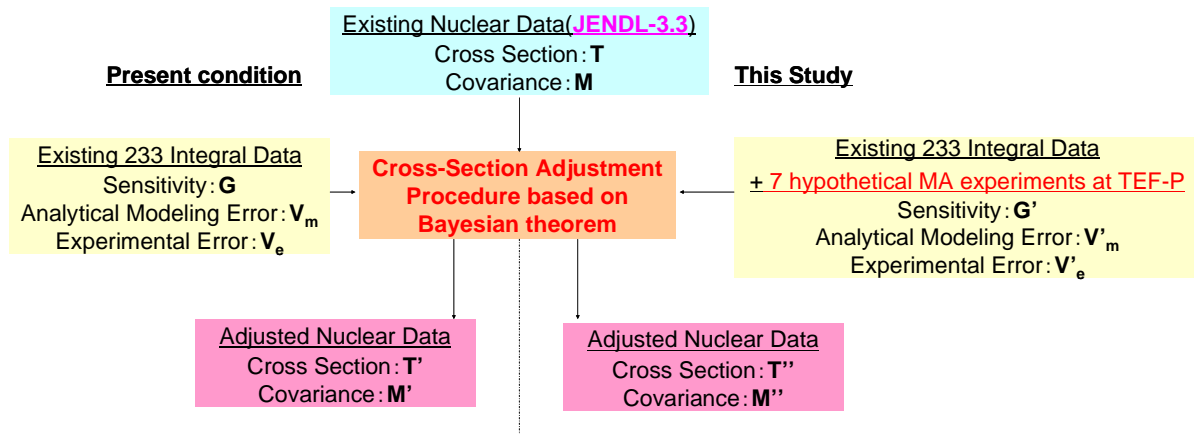 Existing Nuclear Data(JENDL-3.3)
Cross Section:T
Covariance:M
Present condition
This Study
Existing 233 Integral Data
Sensitivity:G
Analytical Modeling Error:Vm
Experimental Error:Ve
Cross-Section Adjustment
Procedure based on
Bayesian theorem
Existing 233 Integral Data
+ 7 hypothetical MA experiments at TEF-P
Sensitivity:G’
Analytical Modeling Error:V’m
Experimental Error:V’e
Adjusted Nuclear Data
Cross Section:T’
Covariance:M’
Adjusted Nuclear Data
Cross Section:T’’
Covariance:M’’